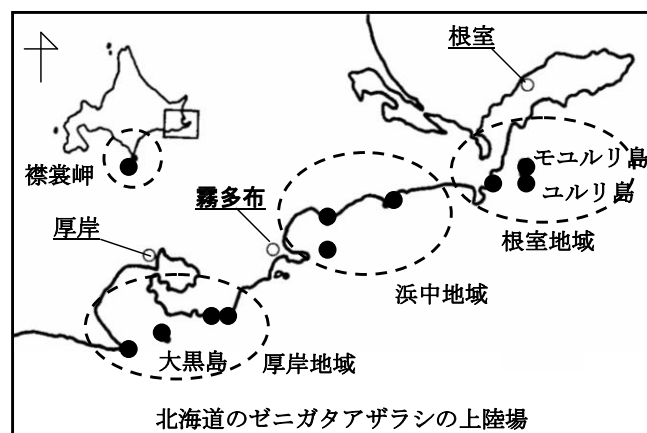 根室
モユルリ島
ユルリ島
根室地域
襟裳岬
霧多布
厚岸
浜中地域
大黒島
厚岸地域
北海道のゼニガタアザラシの上陸場